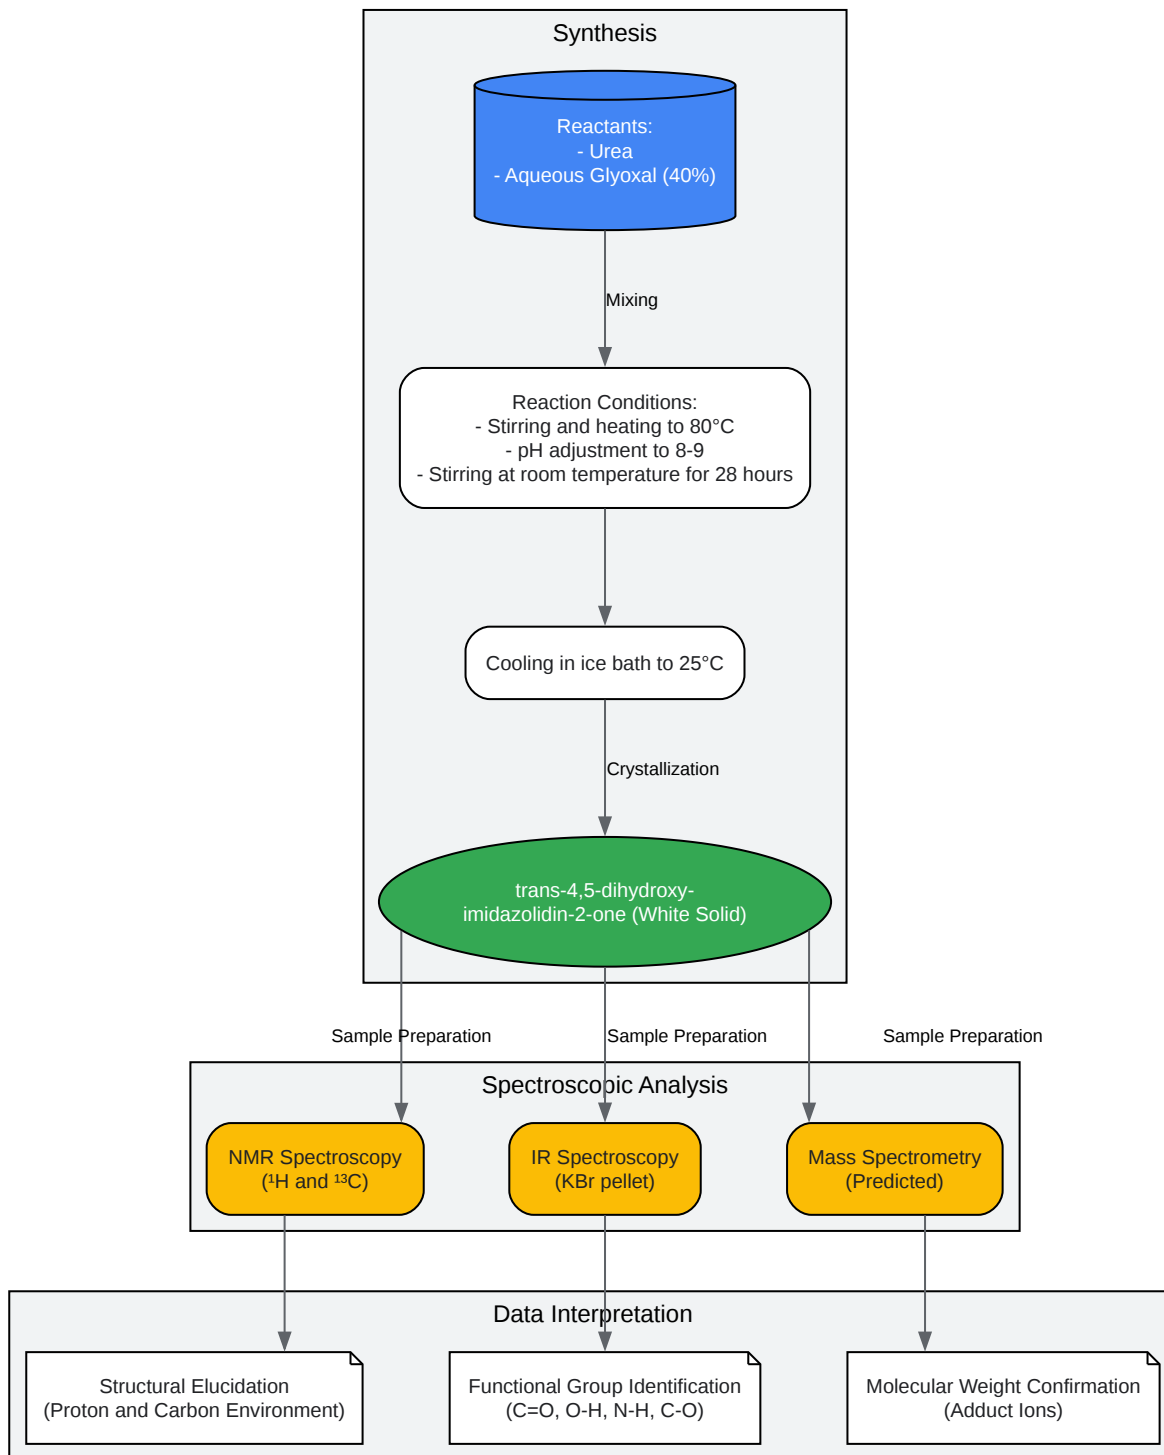 Synthesis
Reactants:
- Urea
- Aqueous Glyoxal (40%)
Mixing
Reaction Conditions:
- Stirring and heating to 80°C
- pH adjustment to 8-9
- Stirring at room temperature for 28 hours
Cooling in ice bath to 25°C
Crystallization
trans-4,5-dihydroxy-
imidazolidin-2-one (White Solid)
Sample Preparation
Sample Preparation
Sample Preparation
Spectroscopic Analysis
NMR Spectroscopy
(¹H and ¹³C)
IR Spectroscopy
(KBr pellet)
Mass Spectrometry
(Predicted)
Data Interpretation
Structural Elucidation
(Proton and Carbon Environment)
Functional Group Identification
(C=O, O-H, N-H, C-O)
Molecular Weight Confirmation
(Adduct Ions)